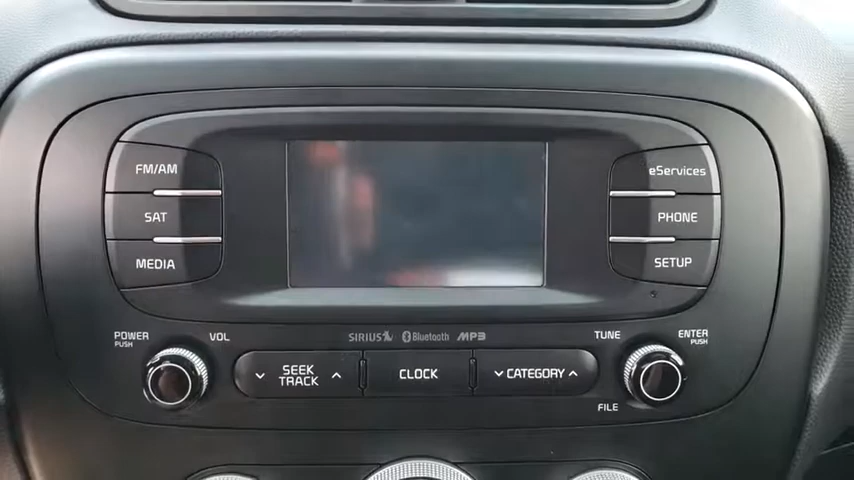 FM/AM
eServices
SAT
PHONE
MEDIA
SETUP
POWER
PUSH
VOL
SIRIUS Bluetooth MP3
TUNE
ENTER
PUSH
SEEK
TRACK
CLOCK
CATEGORY
FILE